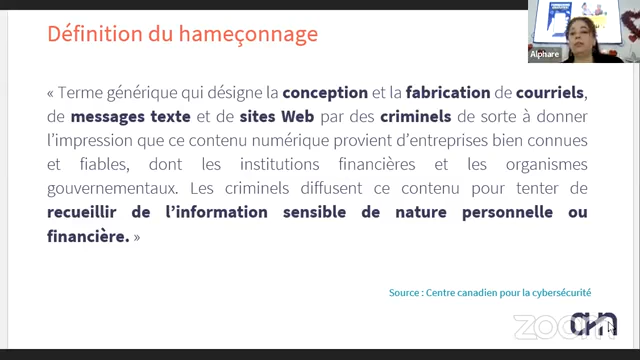 Définition du hameçonnage
Alphare
« Terme générique qui désigne la conception et la fabrication de courriels,
de messages texte et de sites Web par des criminels de sorte à donner
l’impression que ce contenu numérique provient d’entreprises bien connues
et fiables, dont les institutions financières et les organismes
gouvernementaux. Les criminels diffusent ce contenu pour tenter de
recueillir de l’information sensible de nature personnelle ou
financière. »
Source : Centre canadien pour la cybersécurité
zoom